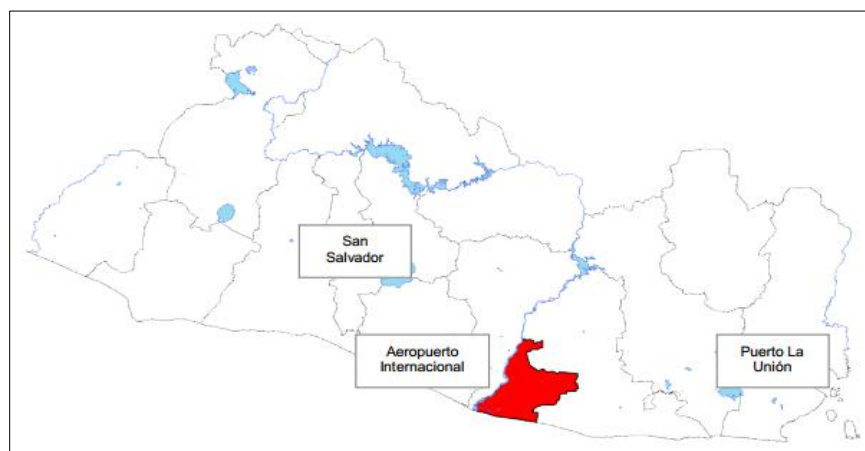 San
Salvador
Aeropuerto
Internacional
Puerto La
Unión